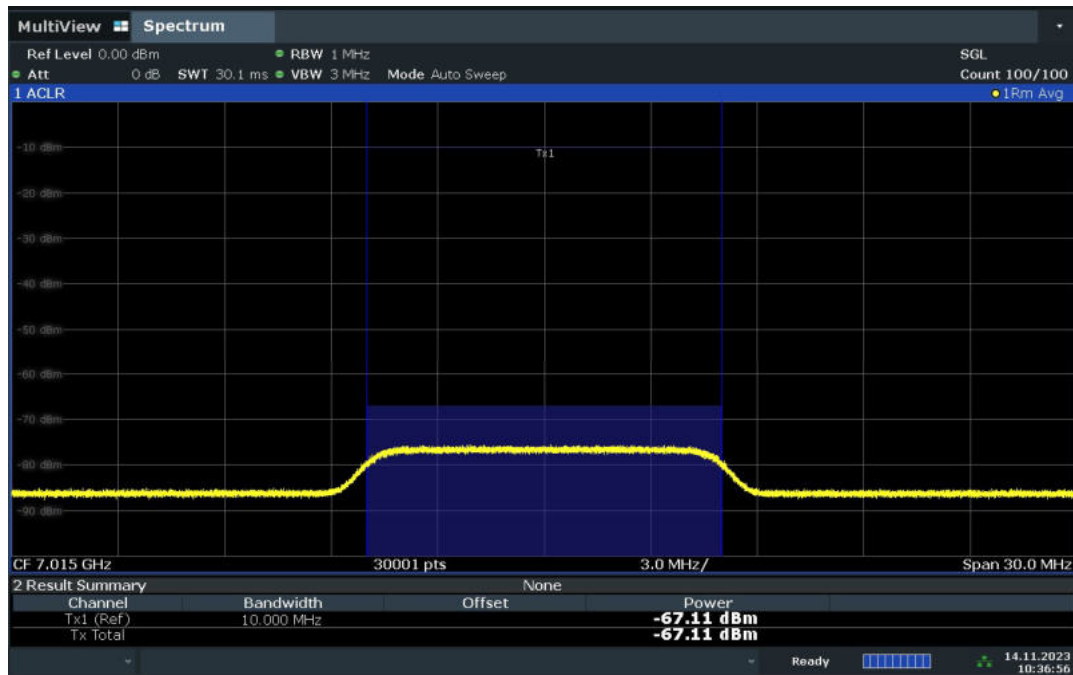 MultiView Spectrum
Ref Level 0.00 dBm RBW 1 MHz SGL
Att 0 dB SWT 30.1 ms VBW 3 MHz Mode Auto Sweep Count 100/100
1 ACLR 1Rm Avg
-10 dBm
Tx1
-20 dBm
-30 dBm
-40 dBm
-50 dBm
-60 dBm
-70 dBm
-80 dBm
-90 dBm
CF 7.015 GHz 30001 pts 3.0 MHz/ Span 30.0 MHz
2 Result Summary None
Channel Bandwidth Offset Power
Tx1 (Ref) 10.000 MHz -67.11 dBm
Tx Total -67.11 dBm
Ready 14.11.2023
10:36:56